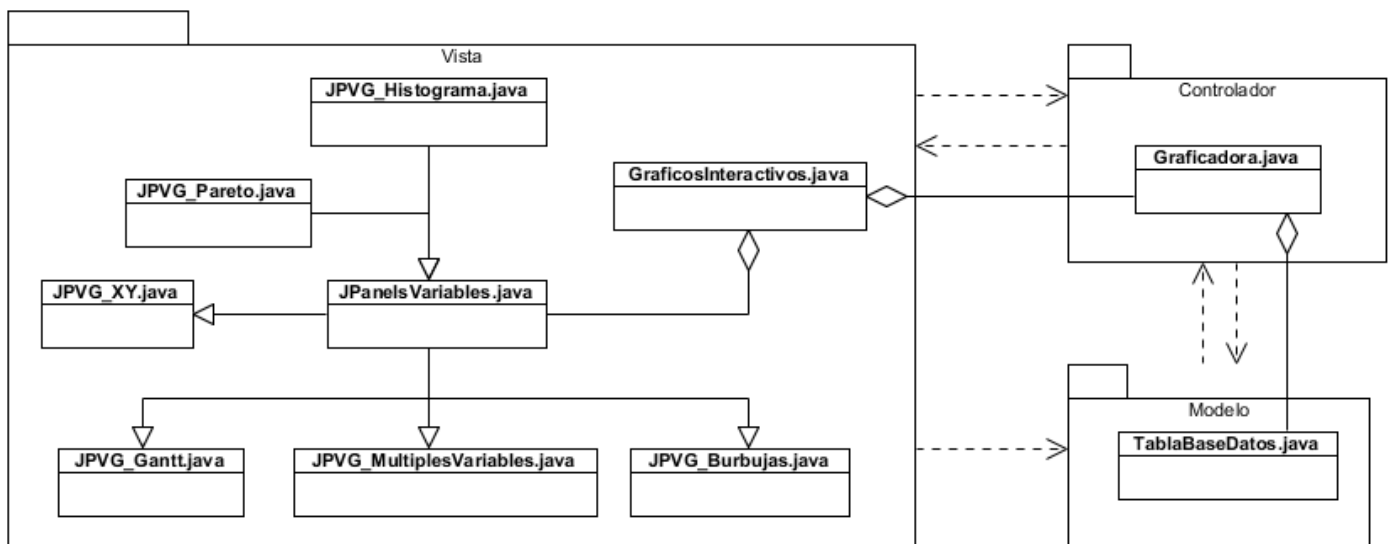 Vista
JPVG_Histograma.java
Controlador
JPVG_Pareto.java
GraficosInteractivos.java
Graficadora.java
JPVG_XY.java
JPanelsVariables.java
Modelo
JPVG_Gantt.java
JPVG_MultiplesVariables.java
JPVG_Burbujas.java
TablaBaseDatos.java